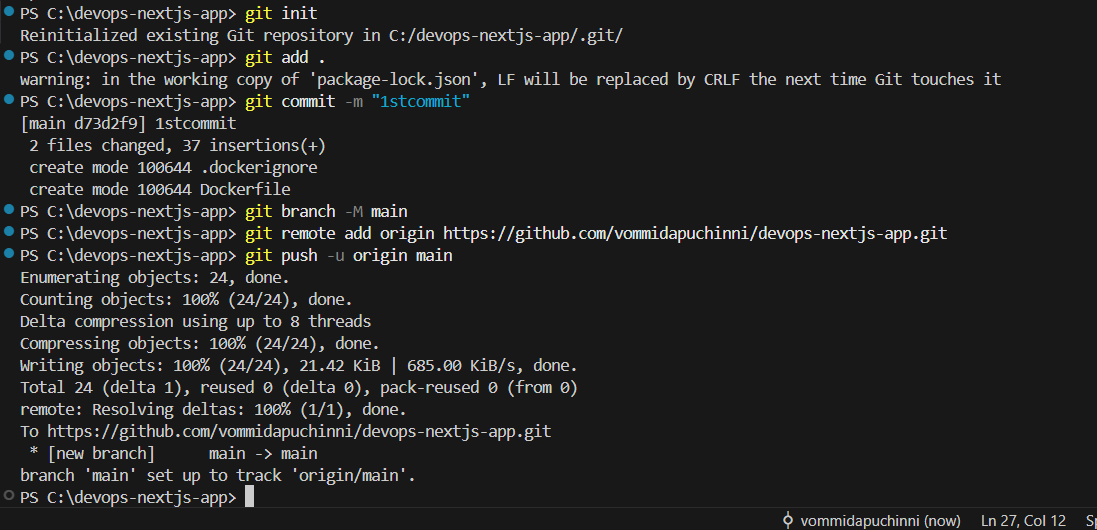 PS C:\devops-nextjs-app> git init
Reinitialized existing Git repository in C:/devops-nextjs-app/.git/
PS C:\devops-nextjs-app> git add .
warning: in the working copy of 'package-lock.json', LF will be replaced by CRLF the next time Git touches it
PS C:\devops-nextjs-app> git commit -m "1stcommit"
[main d73d2f9] 1stcommit
 2 files changed, 37 insertions(+)
 create mode 100644 .dockerignore
 create mode 100644 Dockerfile
PS C:\devops-nextjs-app> git branch -M main
PS C:\devops-nextjs-app> git remote add origin https://github.com/vommidapuchinni/devops-nextjs-app.git
PS C:\devops-nextjs-app> git push -u origin main
Enumerating objects: 24, done.
Counting objects: 100% (24/24), done.
Delta compression using up to 8 threads
Compressing objects: 100% (24/24), done.
Writing objects: 100% (24/24), 21.42 KiB | 685.00 KiB/s, done.
Total 24 (delta 1), reused 0 (delta 0), pack-reused 0 (from 0)
remote: Resolving deltas: 100% (1/1), done.
To https://github.com/vommidapuchinni/devops-nextjs-app.git
 * [new branch]      main -> main
branch 'main' set up to track 'origin/main'.
PS C:\devops-nextjs-app>
vommidapuchinni (now) Ln 27, Col 12